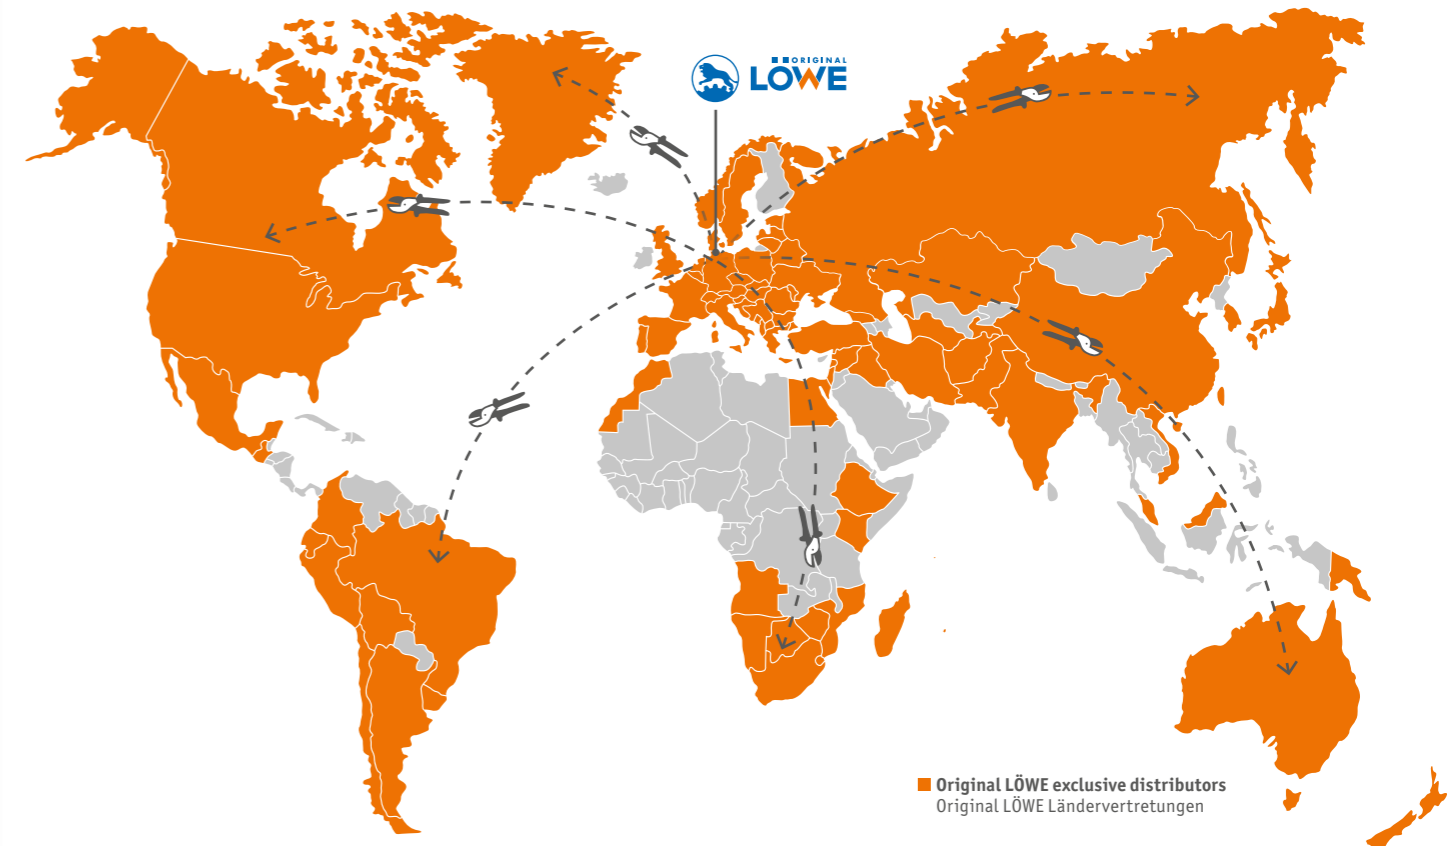 ORIGINAL
LÖWE
Original LÖWE exclusive distributors
Original LÖWE Ländervertretungen